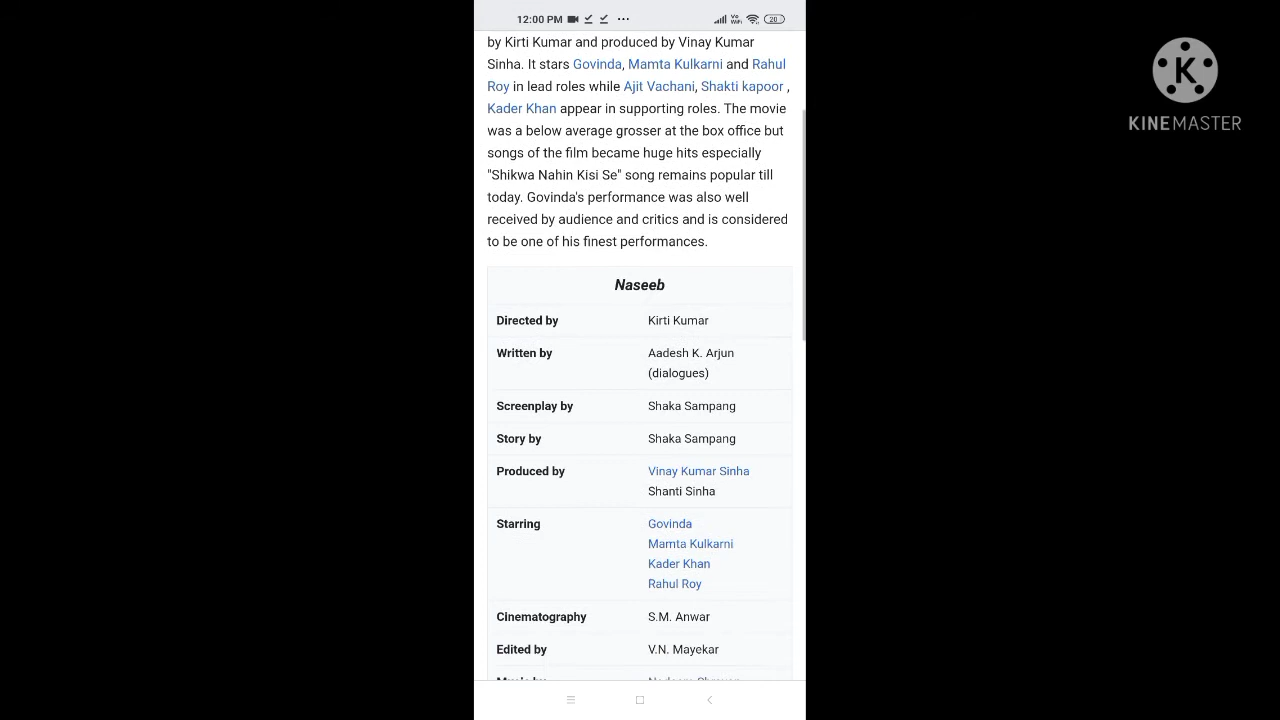 12:00 PM
Vo
WiFi
20
by Kirti Kumar and produced by Vinay Kumar
Sinha. It stars Govinda, Mamta Kulkarni and Rahul
Roy in lead roles while Ajit Vachani, Shakti kapoor ,
Kader Khan appear in supporting roles. The movie
was a below average grosser at the box office but
songs of the film became huge hits especially
"Shikwa Nahin Kisi Se" song remains popular till
today. Govinda's performance was also well
received by audience and critics and is considered
to be one of his finest performances.
Naseeb
Directed by Kirti Kumar
Written by Aadesh K. Arjun
(dialogues)
Screenplay by Shaka Sampang
Story by Shaka Sampang
Produced by Vinay Kumar Sinha
Shanti Sinha
Starring Govinda
Mamta Kulkarni
Kader Khan
Rahul Roy
Cinematography S.M. Anwar
Edited by V.N. Mayekar
K
KINEMASTER